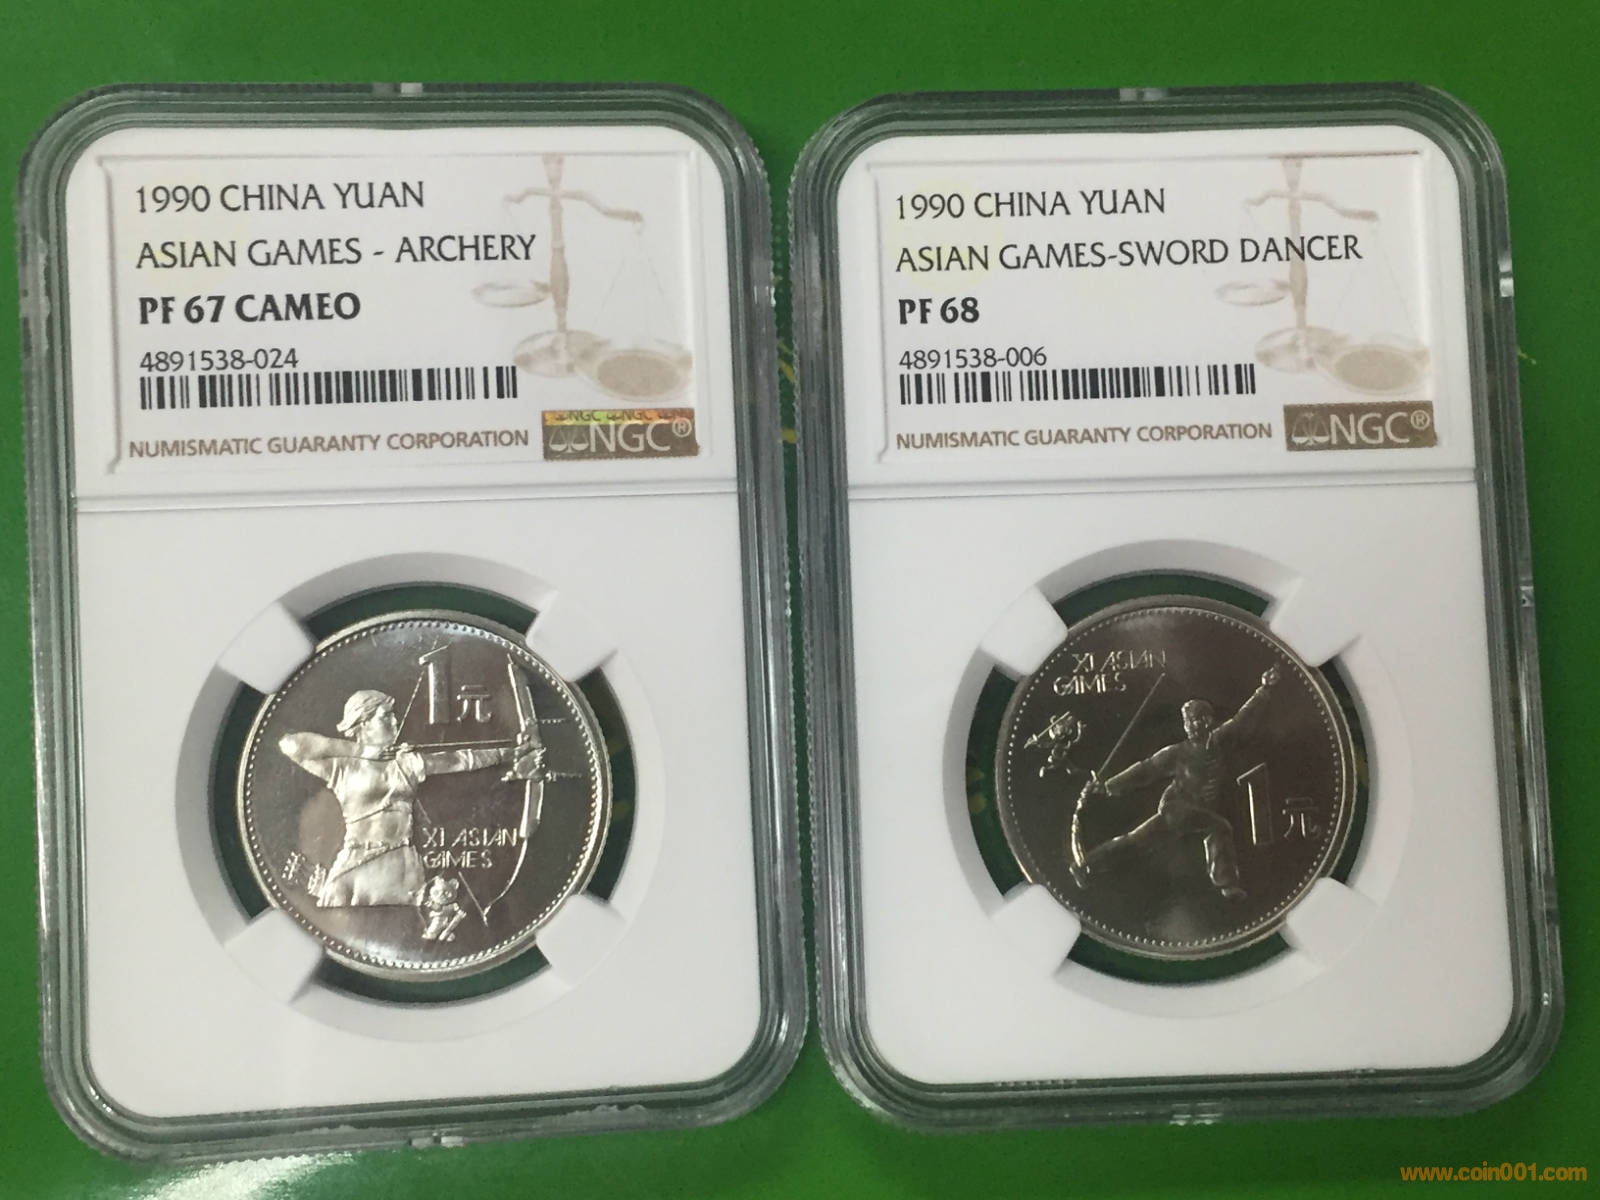 1990 CHINA YUAN
ASIAN GAMES - ARCHERY
PF 67 CAMEO
4891538-024
NUMISMATIC GUARANTY CORPORATION
NGC NGC
NGC®
1元
XI ASIAN
GAMES
1990 CHINA YUAN
ASIAN GAMES-SWORD DANCER
PF 68
4891538-006
NUMISMATIC GUARANTY CORPORATION
NGC®
XI ASIAN
GAMES
1元
www.coin001.com